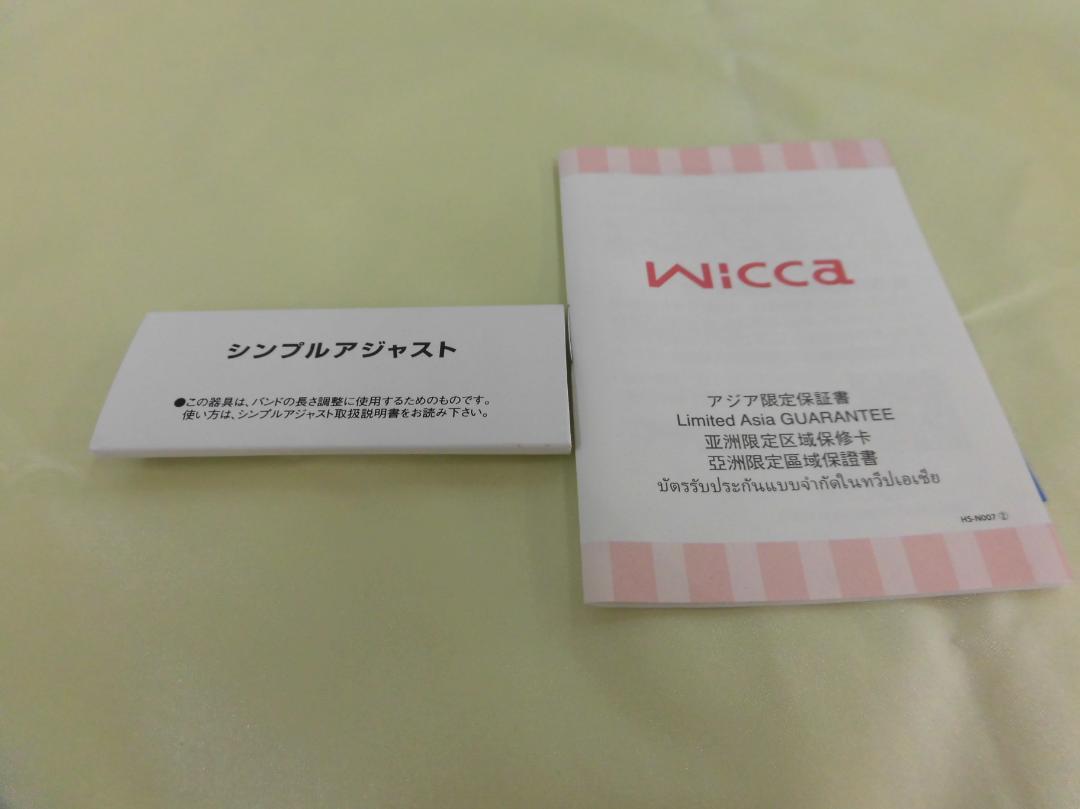 シンプルアジャスト
●この器具は、バンドの長さ調整に使用するためのものです。
使い方は、シンプルアジャスト取扱説明書をお読み下さい。
wicca
アジア限定保証書
Limited Asia GUARANTEE
亚洲限定区域保修卡
亞洲限定區域保證書
บัตรรับประกันแบบจำกัดในทวีปเอเชีย
HS-N007 ②